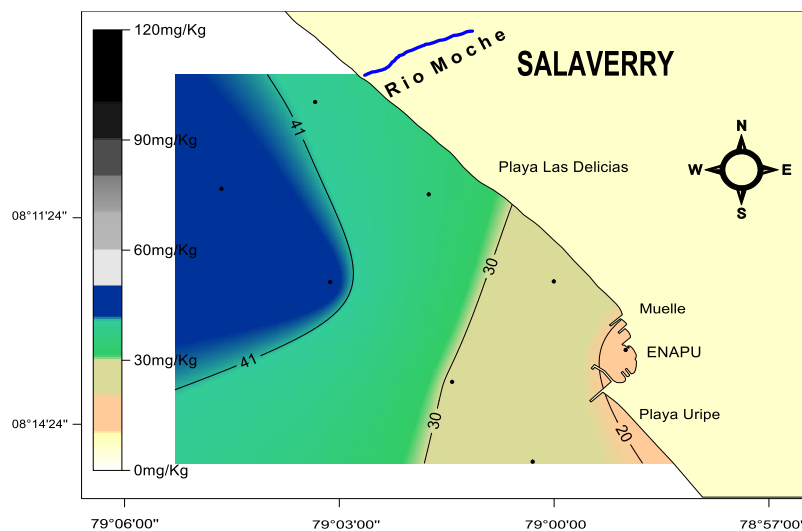 120mg/Kg
90mg/Kg
60mg/Kg
30mg/Kg
0mg/Kg
Rio Moche
SALAVERRY
N
W
E
S
Playa Las Delicias
Muelle
ENAPU
Playa Uripe
41
41
30
30
20
08°11'24"
08°14'24"
79°06'00"
79°03'00"
79°00'00"
78°57'00"